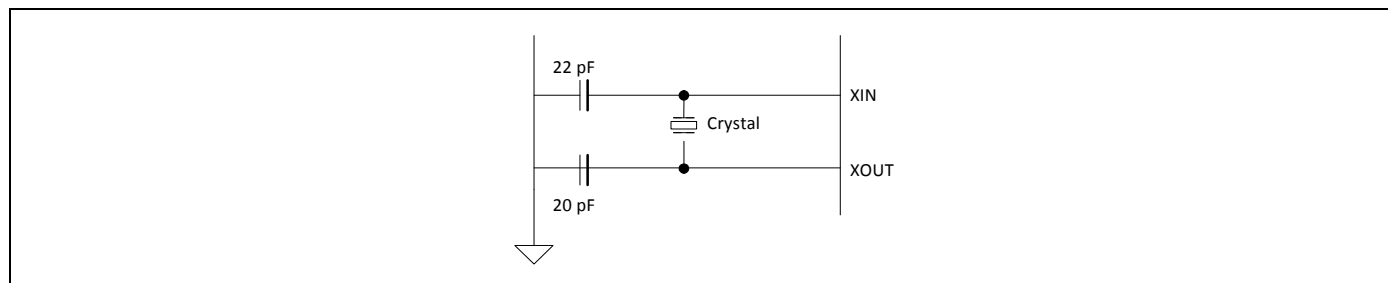 22 pF
XIN
Crystal
XOUT
20 pF